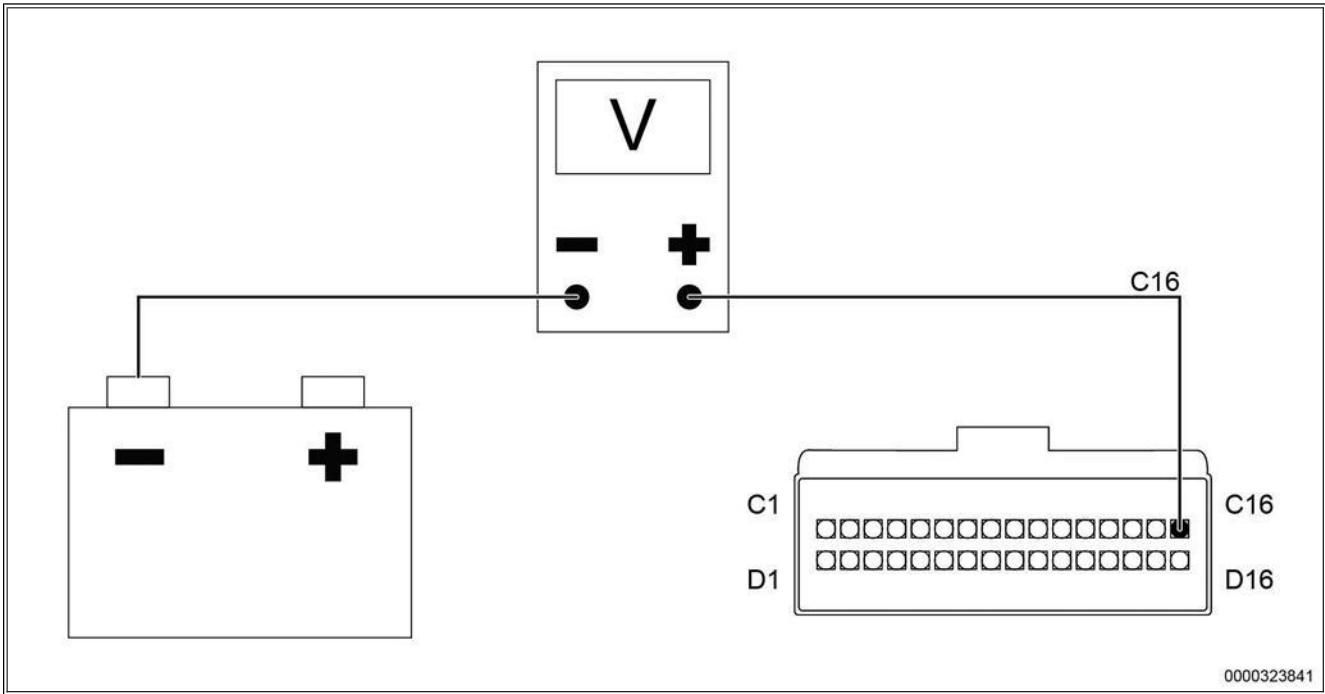 V
− +
C16
− +
C1 C16
D1 D16
0000323841